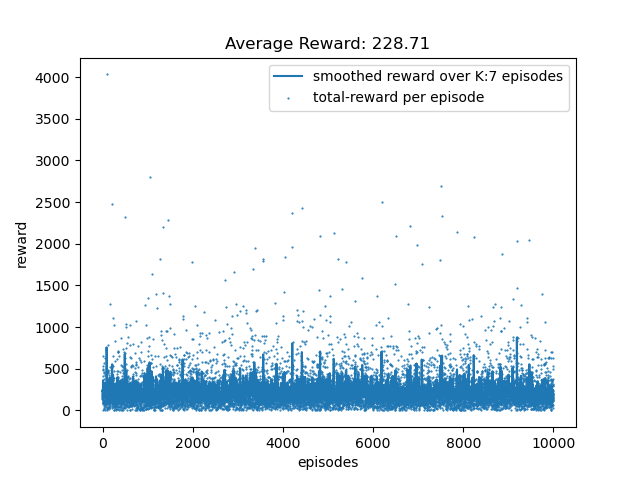 Average Reward: 228.71
smoothed reward over K:7 episodes
total-reward per episode
4000
3500
3000
2500
2000
1500
1000
500
0
reward
0 2000 4000 6000 8000 10000
episodes